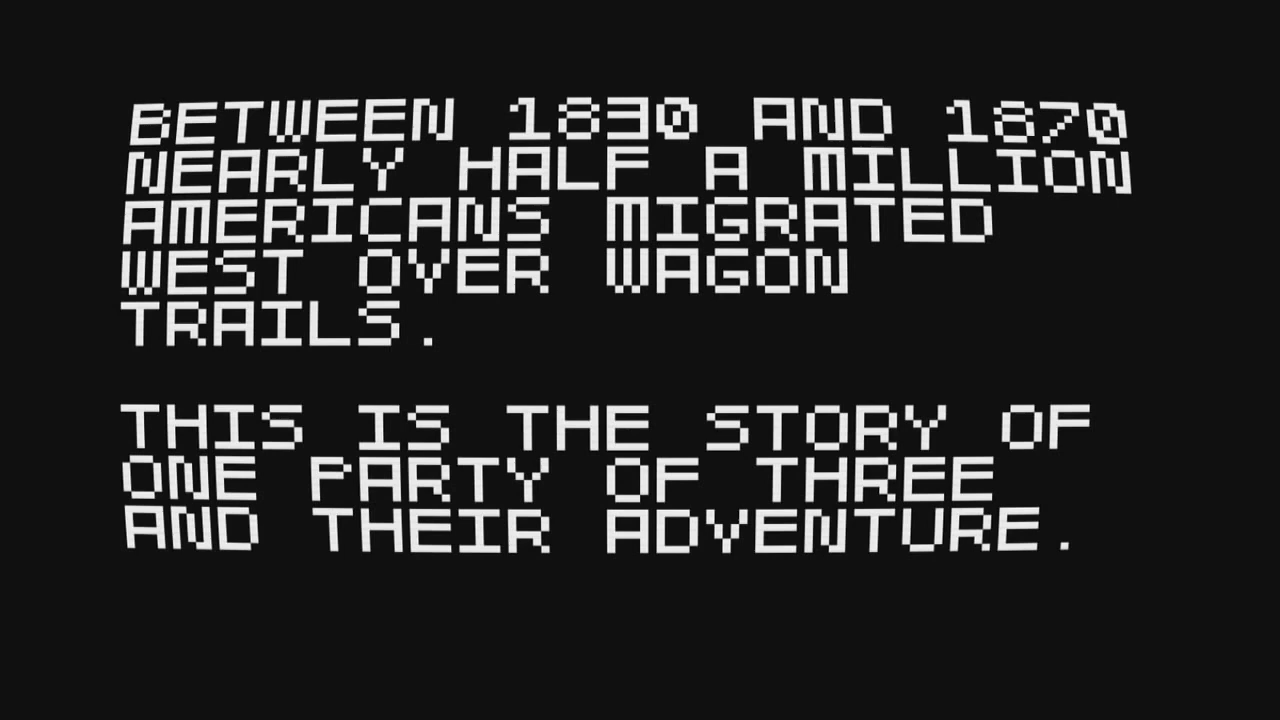 BETWEEN 1830 AND 1870
NEARLY HALF A MILLION
AMERICANS MIGRATED
WEST OVER WAGON
TRAILS.
THIS IS THE STORY OF
ONE PARTY OF THREE
AND THEIR ADVENTURE.